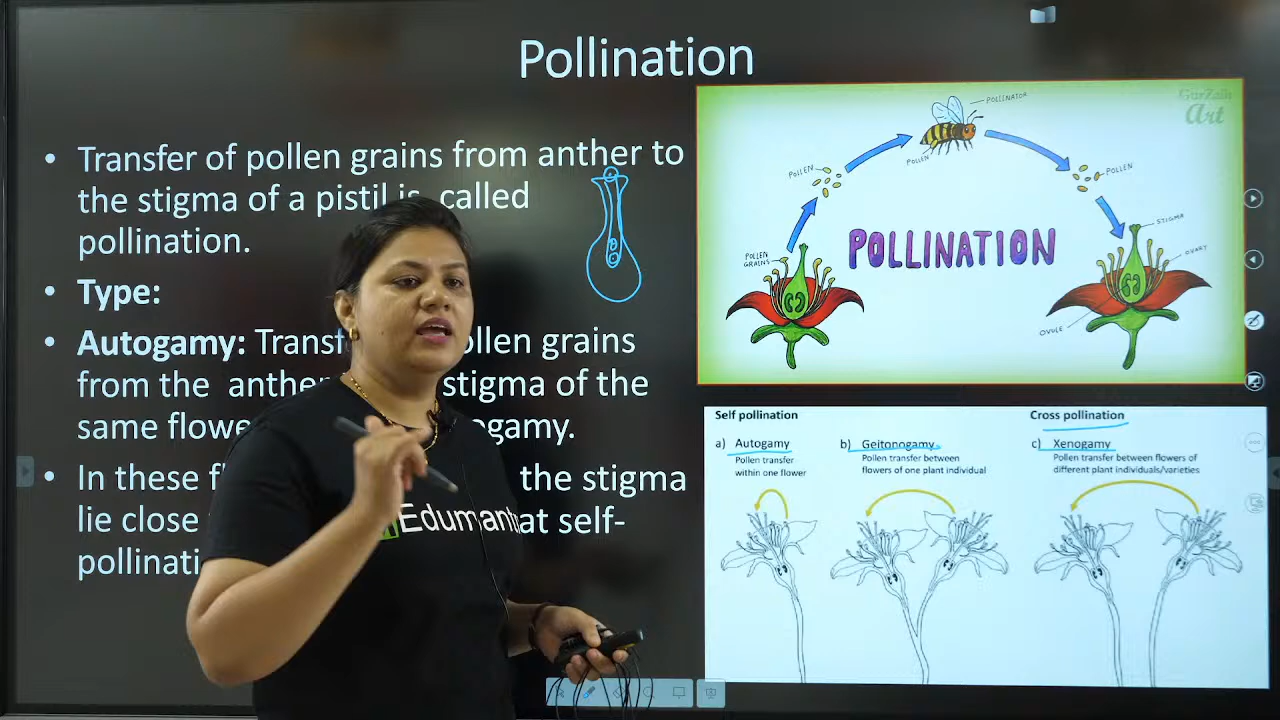 Pollination
• Transfer of pollen grains from anther to
the stigma of a pistil is called
pollination.
• Type:
• Autogamy: Transf ollen grains
from the anther stigma of the
same flowe ogamy.
• In these f the stigma
lie close at self-
pollinati
Edumant
GurZaib
Art
POLLINATOR
POLLEN
POLLEN
POLLEN
POLLEN
GRAINS
POLLINATION
STIGMA
OVARY
OVULE
Self pollination
a) Autogamy
Pollen transfer
within one flower
b) Geitonogamy
Pollen transfer between
flowers of one plant individual
Cross pollination
c) Xenogamy
Pollen transfer between flowers of
different plant individuals/varieties